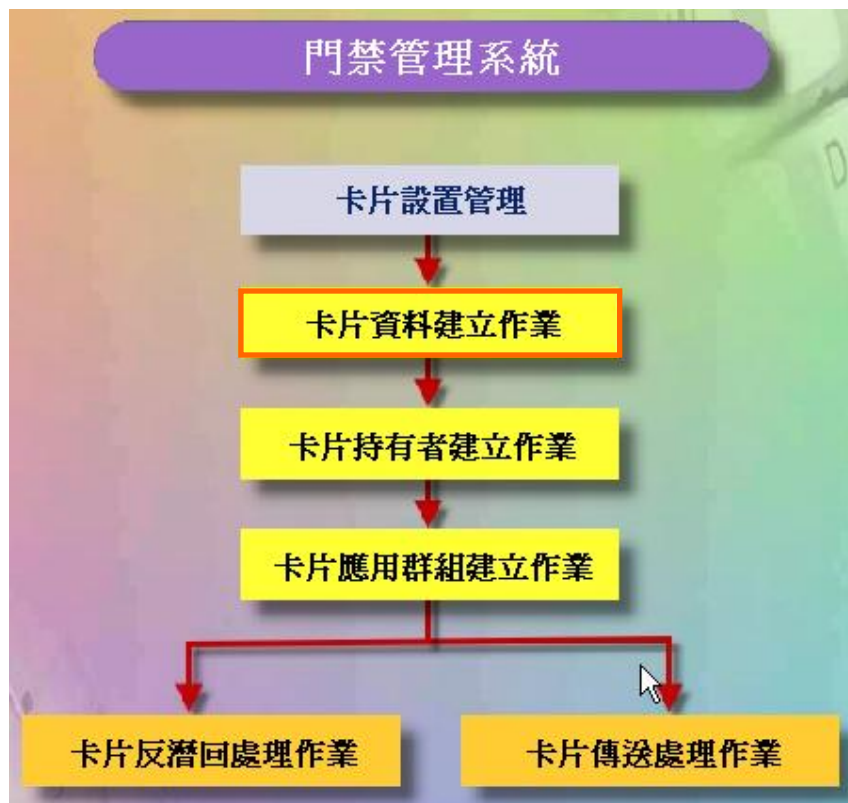 門禁管理系統
卡片設置管理
卡片資料建立作業
卡片持有者建立作業
卡片應用群組建立作業
卡片反潛回處理作業
卡片傳送處理作業